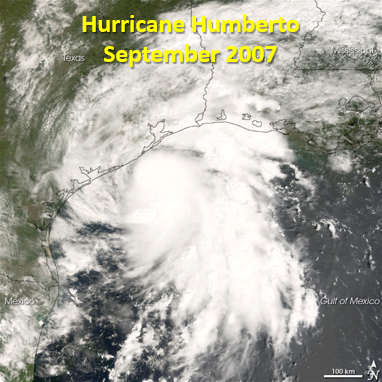 Hurricane Humberto
September 2007
Texas
Mississippi
Mexico
Gulf of Mexico
100 km
N